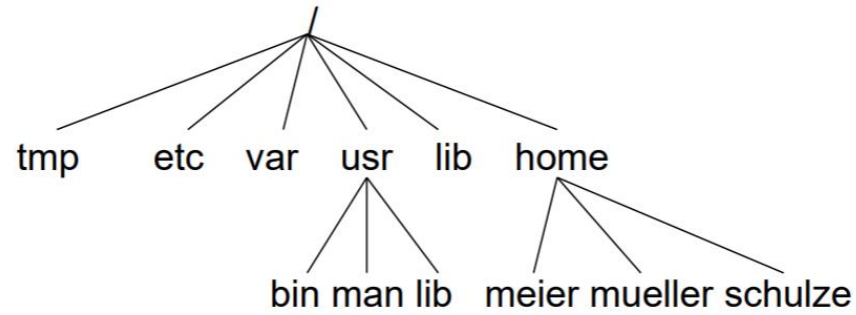 /
tmp etc var usr lib home
bin man lib meier mueller schulze